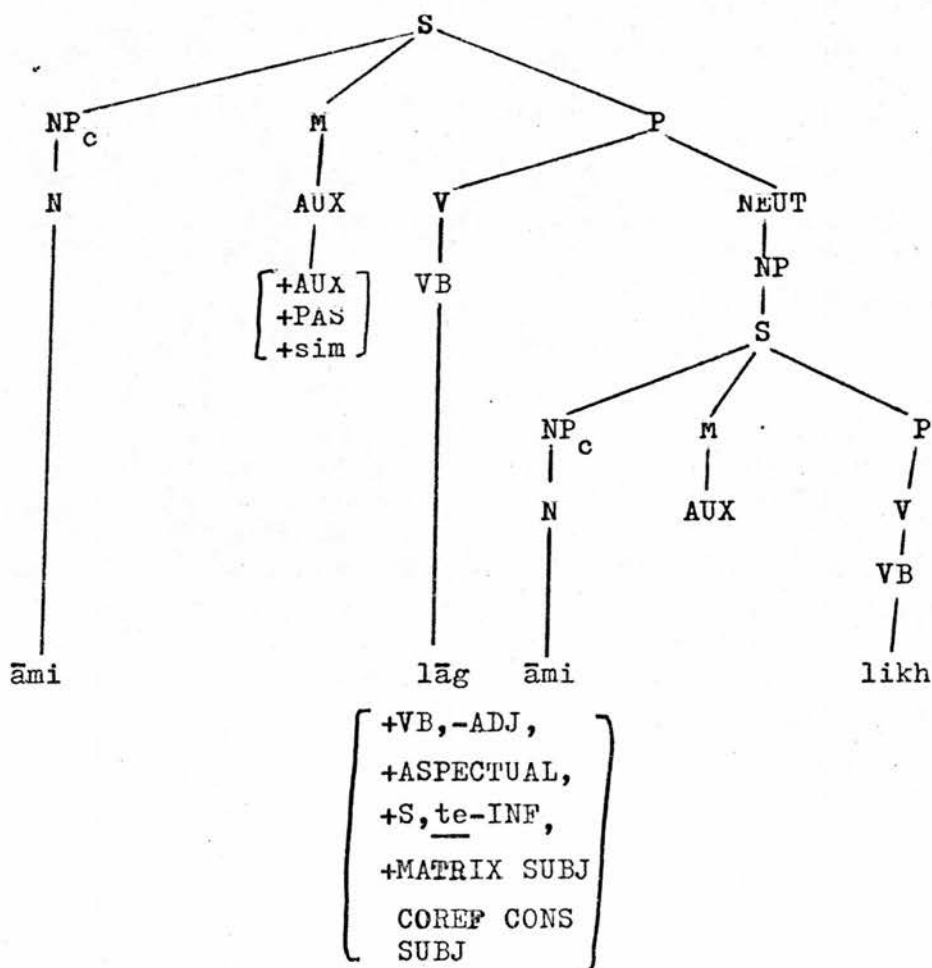 S
NPc M P
N AUX V NEUT
+AUx VB NP
+PAS
+sim
S
NPc M P
N AUX V
VB
āmi lāg āmi likh
+VB,-ADJ,
+ASPECTUAL,
+S,te-INF,
+MATRIX SUBJ
COREF CONS
SUBJ